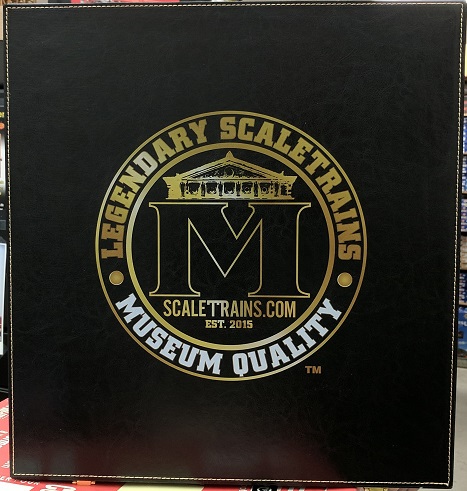 LEGENDARY SCALETRAINS
M
SCALETRAINS.COM
EST. 2015
MUSEUM QUALITY
TM